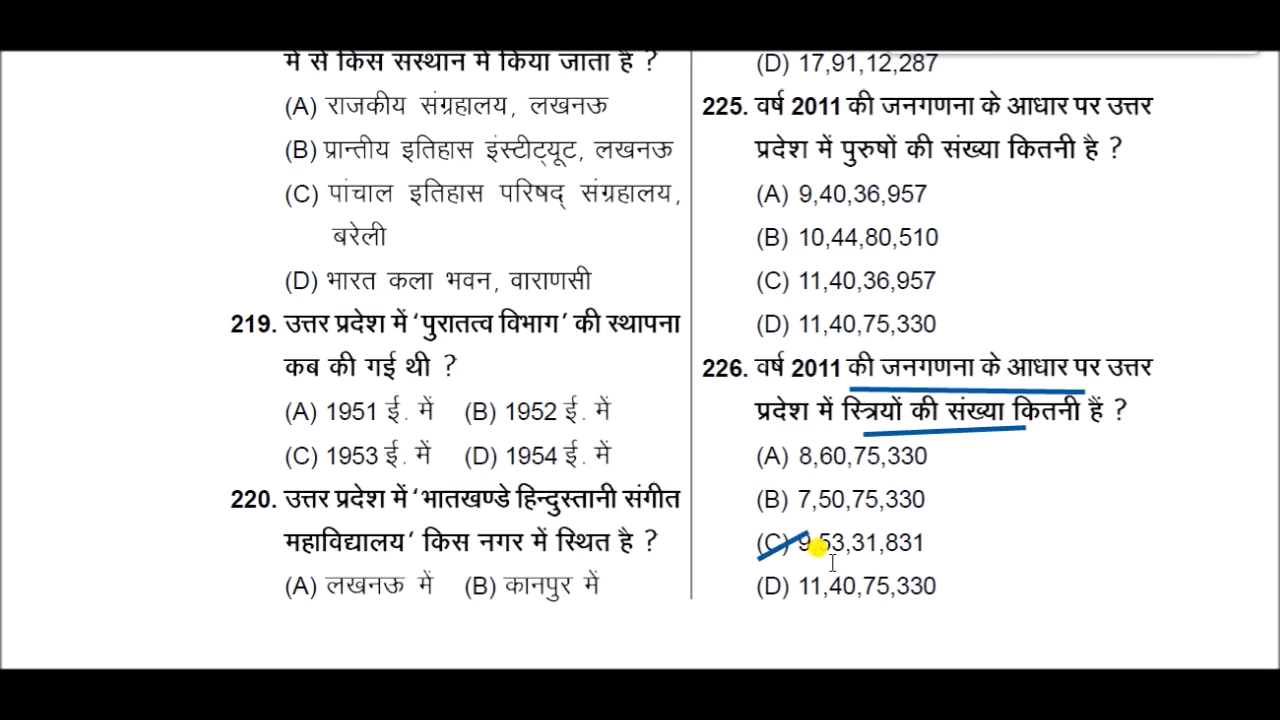 में से किस संस्थान में किया जाता है ?
(A) राजकीय संग्रहालय, लखनऊ
(B) प्रान्तीय इतिहास इंस्टीट्यूट, लखनऊ
(C) पांचाल इतिहास परिषद् संग्रहालय,
बरेली
(D) भारत कला भवन, वाराणसी
219. उत्तर प्रदेश में ‘पुरातत्व विभाग’ की स्थापना
कब की गई थी ?
(A) 1951 ई. में (B) 1952 ई. में
(C) 1953 ई. में (D) 1954 ई. में
220. उत्तर प्रदेश में ‘भातखण्डे हिन्दुस्तानी संगीत
महाविद्यालय’ किस नगर में स्थित है ?
(A) लखनऊ में (B) कानपुर में
(D) 17,91,12,287
225. वर्ष 2011 की जनगणना के आधार पर उत्तर
प्रदेश में पुरुषों की संख्या कितनी है ?
(A) 9,40,36,957
(B) 10,44,80,510
(C) 11,40,36,957
(D) 11,40,75,330
226. वर्ष 2011 की जनगणना के आधार पर उत्तर
प्रदेश में स्त्रियों की संख्या कितनी हैं ?
(A) 8,60,75,330
(B) 7,50,75,330
(C) 9,53,31,831
(D) 11,40,75,330